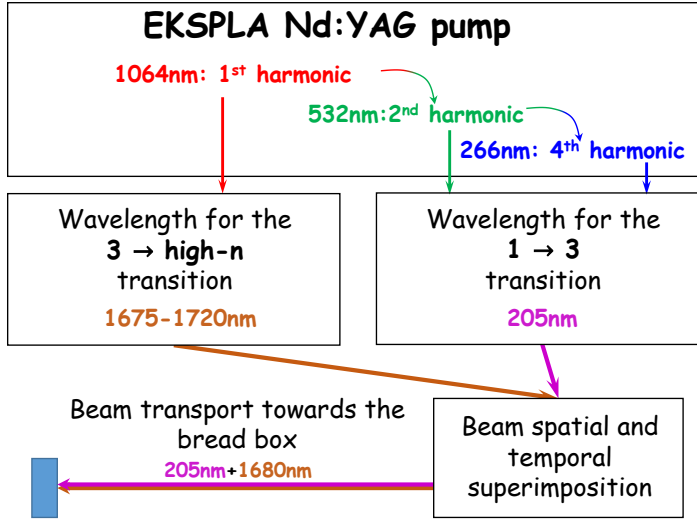 EKSPLA Nd:YAG pump
1064nm: 1st harmonic
532nm:2nd harmonic
266nm: 4th harmonic
Wavelength for the
3 → high-n
transition
1675-1720nm
Wavelength for the
1 → 3
transition
205nm
Beam transport towards the
bread box
205nm+1680nm
Beam spatial and
temporal
superimposition